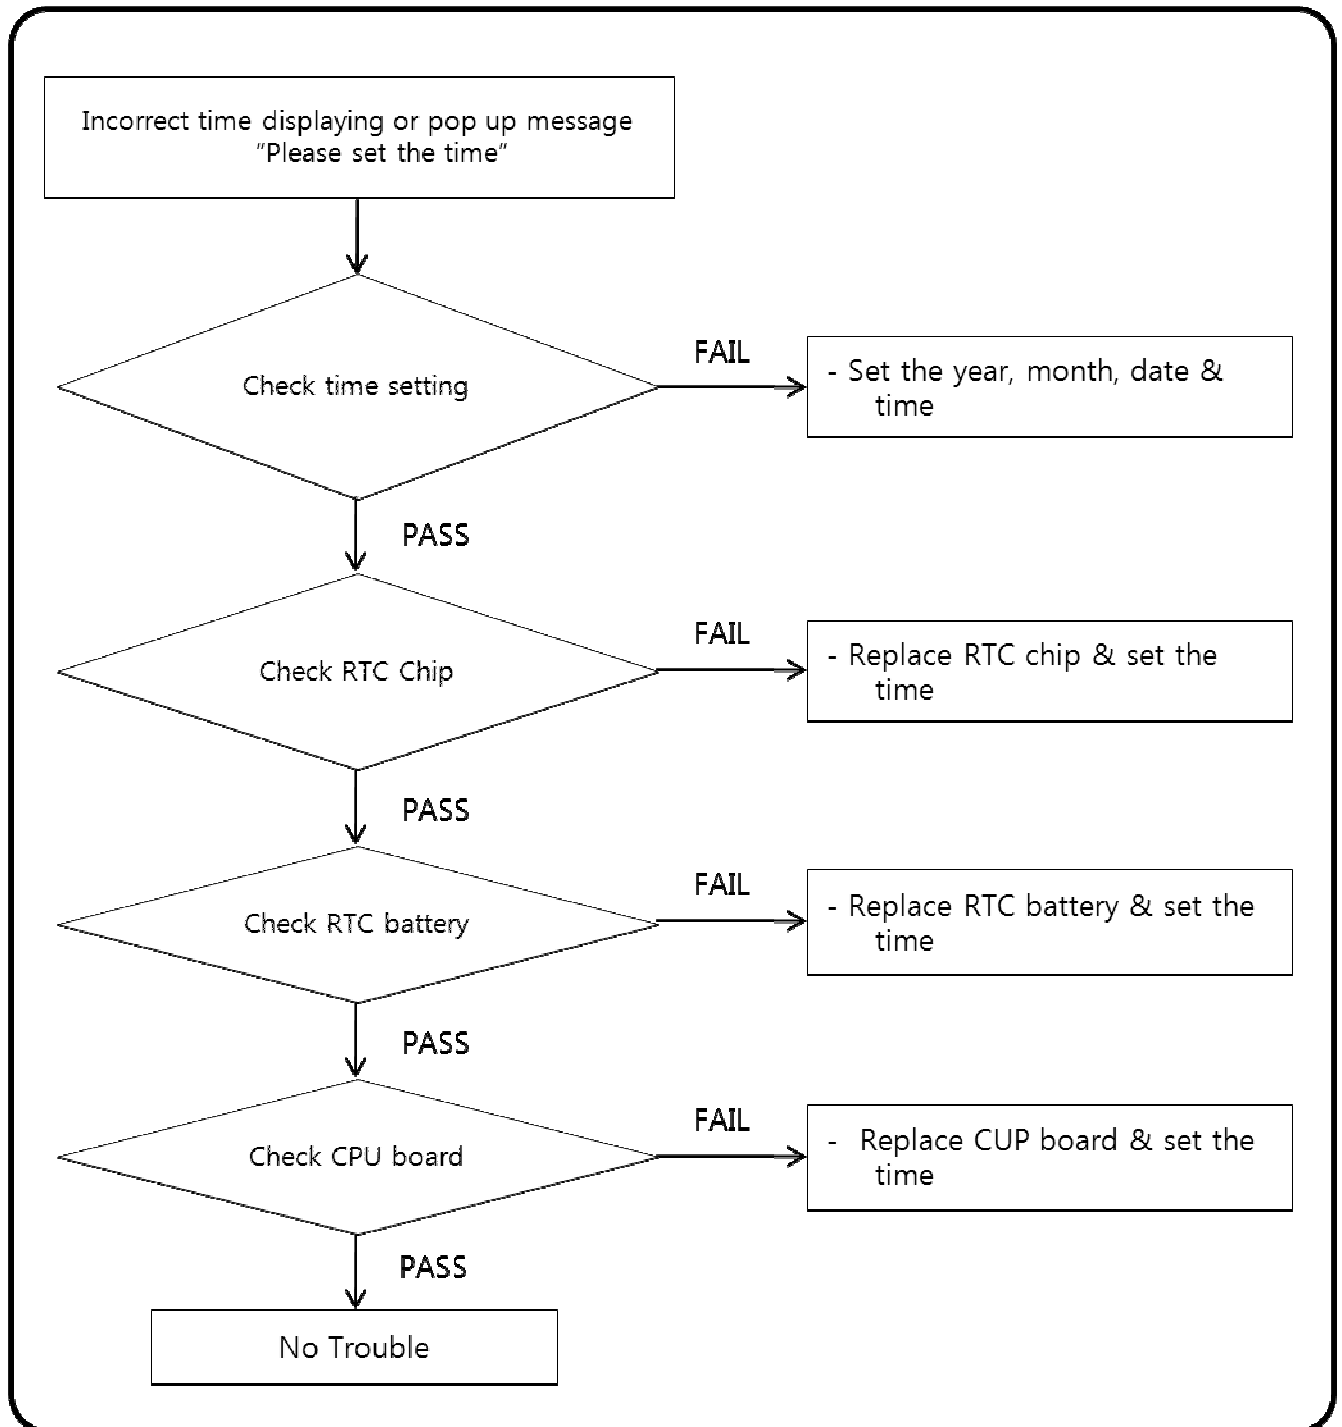 Incorrect time displaying or pop up message
"Please set the time"
Check time setting
FAIL
- Set the year, month, date &
time
PASS
Check RTC Chip
FAIL
- Replace RTC chip & set the
time
PASS
Check RTC battery
FAIL
- Replace RTC battery & set the
time
PASS
Check CPU board
FAIL
- Replace CUP board & set the
time
PASS
No Trouble